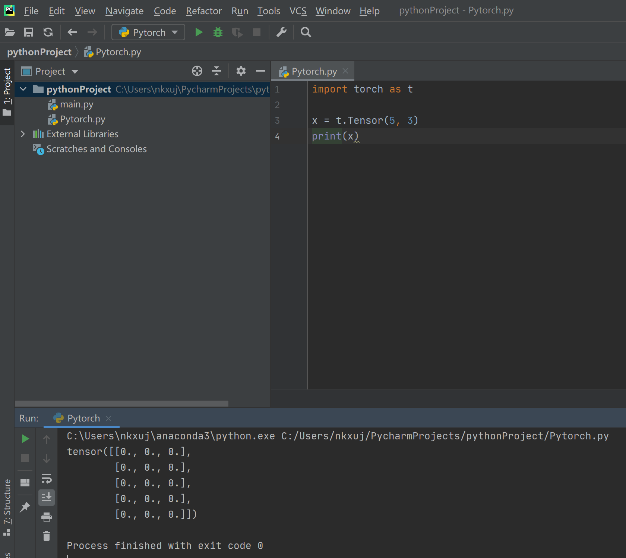 File Edit View Navigate Code Refactor Run Tools VCS Window Help pythonProject - Pytorch.py
Pytorch
pythonProject Pytorch.py
1: Project
Project
pythonProject C:\Users\nkxuj\PycharmProjects\pyt
main.py
Pytorch.py
External Libraries
Scratches and Consoles
Pytorch.py
1 import torch as t
2
3 x = t.Tensor(5, 3)
4 print(x)
Run: Pytorch
C:\Users\nkxuj\anaconda3\python.exe C:/Users/nkxuj/PycharmProjects/pythonProject/Pytorch.py
tensor([[0., 0., 0.],
[0., 0., 0.],
[0., 0., 0.],
[0., 0., 0.],
[0., 0., 0.]])
Process finished with exit code 0
7: Structure